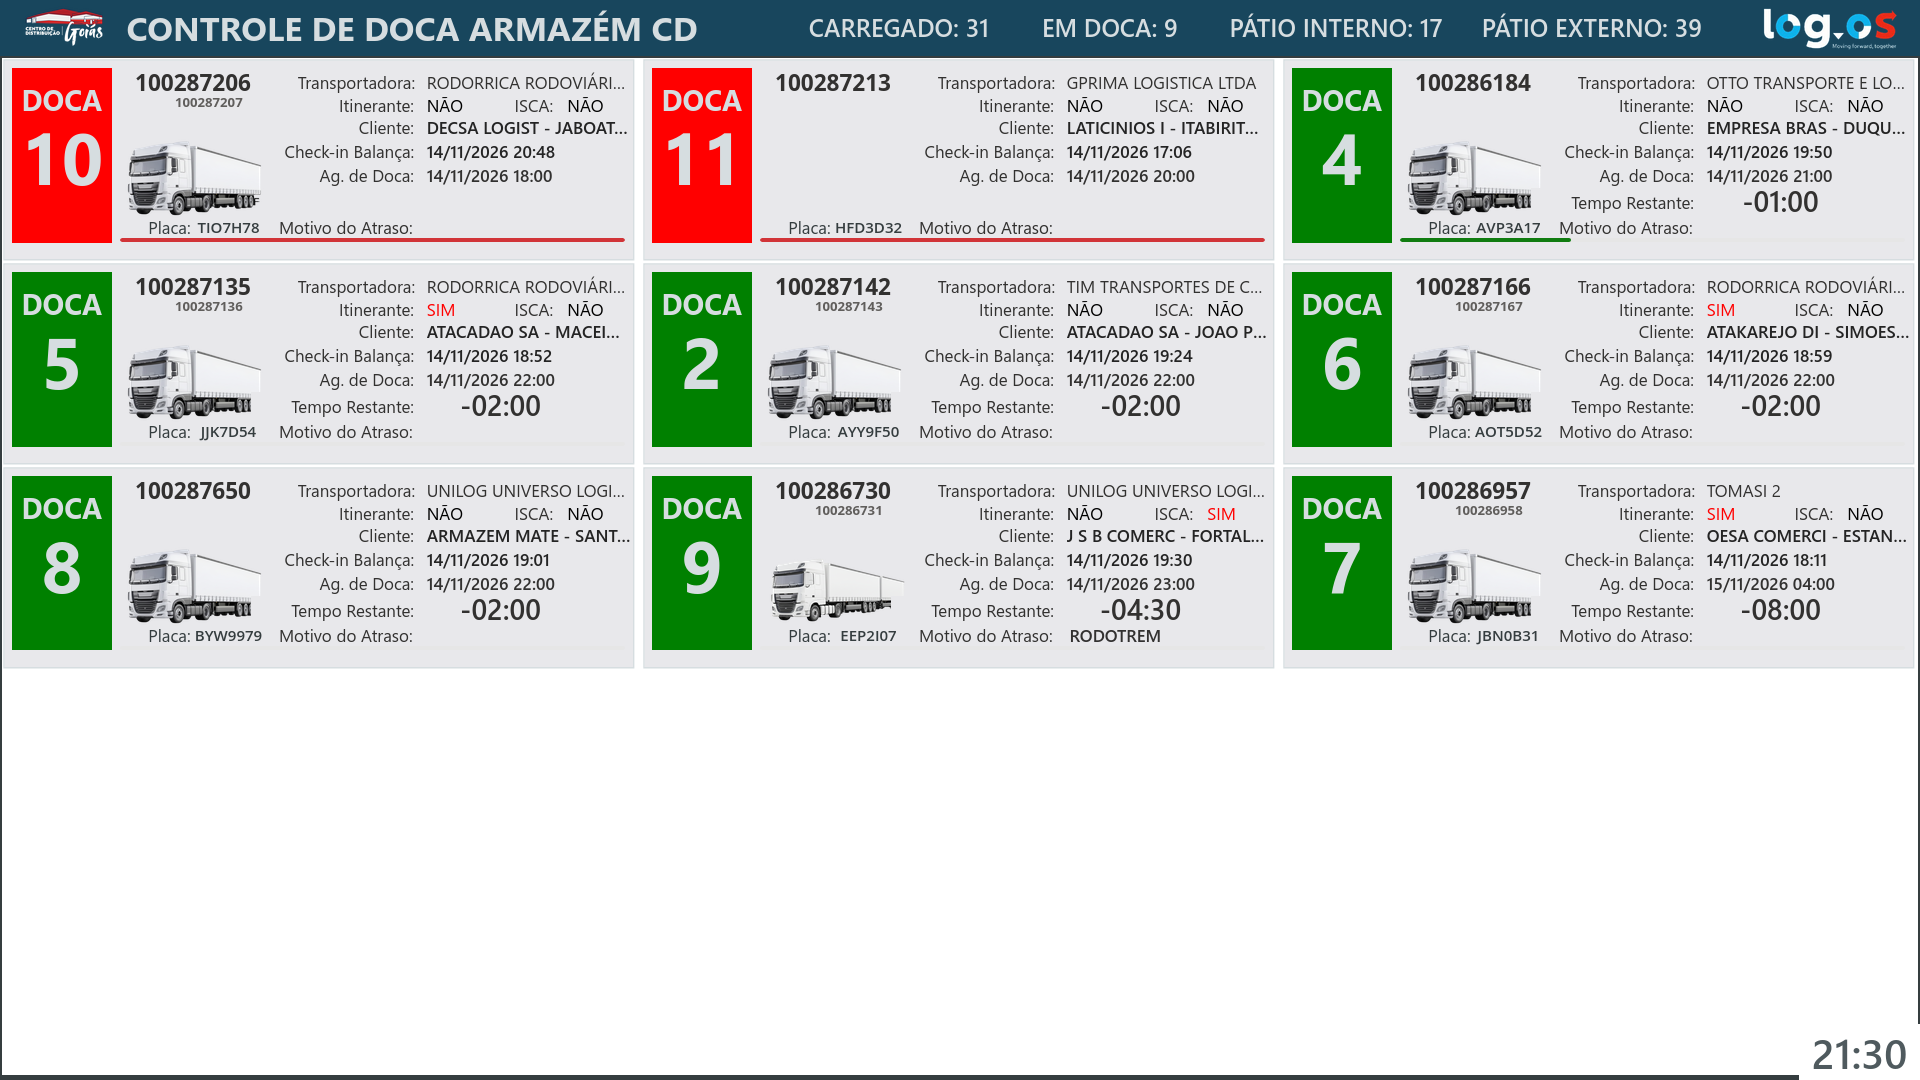 CENTRO DE DISTRIBUIÇÃO Goiás
CONTROLE DE DOCA ARMAZÉM CD
CARREGADO: 31
EM DOCA: 9
PÁTIO INTERNO: 17
PÁTIO EXTERNO: 39
log.os
Moving forward, together
DOCA
10
100287206
100287207
Transportadora: RODORRICA RODOVIÁRI...
Itinerante: NÃO ISCA: NÃO
Cliente: DECSA LOGIST - JABOAT...
Check-in Balança: 14/11/2026 20:48
Ag. de Doca: 14/11/2026 18:00
Placa: TIO7H78 Motivo do Atraso:
DOCA
11
100287213
Transportadora: GPRIMA LOGISTICA LTDA
Itinerante: NÃO ISCA: NÃO
Cliente: LATICINIOS I - ITABIRIT...
Check-in Balança: 14/11/2026 17:06
Ag. de Doca: 14/11/2026 20:00
Placa: HFD3D32 Motivo do Atraso:
DOCA
4
100286184
Transportadora: OTTO TRANSPORTE E LO...
Itinerante: NÃO ISCA: NÃO
Cliente: EMPRESA BRAS - DUQU...
Check-in Balança: 14/11/2026 19:50
Ag. de Doca: 14/11/2026 21:00
Tempo Restante: -01:00
Placa: AVP3A17 Motivo do Atraso:
DOCA
5
100287135
100287136
Transportadora: RODORRICA RODOVIÁRI...
Itinerante: SIM ISCA: NÃO
Cliente: ATACADAO SA - MACEI...
Check-in Balança: 14/11/2026 18:52
Ag. de Doca: 14/11/2026 22:00
Tempo Restante: -02:00
Placa: JJK7D54 Motivo do Atraso:
DOCA
2
100287142
100287143
Transportadora: TIM TRANSPORTES DE C...
Itinerante: NÃO ISCA: NÃO
Cliente: ATACADAO SA - JOAO P...
Check-in Balança: 14/11/2026 19:24
Ag. de Doca: 14/11/2026 22:00
Tempo Restante: -02:00
Placa: AYY9F50 Motivo do Atraso:
DOCA
6
100287166
100287167
Transportadora: RODORRICA RODOVIÁRI...
Itinerante: SIM ISCA: NÃO
Cliente: ATAKAREJO DI - SIMOES...
Check-in Balança: 14/11/2026 18:59
Ag. de Doca: 14/11/2026 22:00
Tempo Restante: -02:00
Placa: AOT5D52 Motivo do Atraso:
DOCA
8
100287650
Transportadora: UNILOG UNIVERSO LOGI...
Itinerante: NÃO ISCA: NÃO
Cliente: ARMAZEM MATE - SANT...
Check-in Balança: 14/11/2026 19:01
Ag. de Doca: 14/11/2026 22:00
Tempo Restante: -02:00
Placa: BYW9979 Motivo do Atraso:
DOCA
9
100286730
100286731
Transportadora: UNILOG UNIVERSO LOGI...
Itinerante: NÃO ISCA: SIM
Cliente: J S B COMERC - FORTAL...
Check-in Balança: 14/11/2026 19:30
Ag. de Doca: 14/11/2026 23:00
Tempo Restante: -04:30
Placa: EEP2I07 Motivo do Atraso: RODOTREM
DOCA
7
100286957
100286958
Transportadora: TOMASI 2
Itinerante: SIM ISCA: NÃO
Cliente: OESA COMERCI - ESTAN...
Check-in Balança: 14/11/2026 18:11
Ag. de Doca: 15/11/2026 04:00
Tempo Restante: -08:00
Placa: JBN0B31 Motivo do Atraso:
21:30